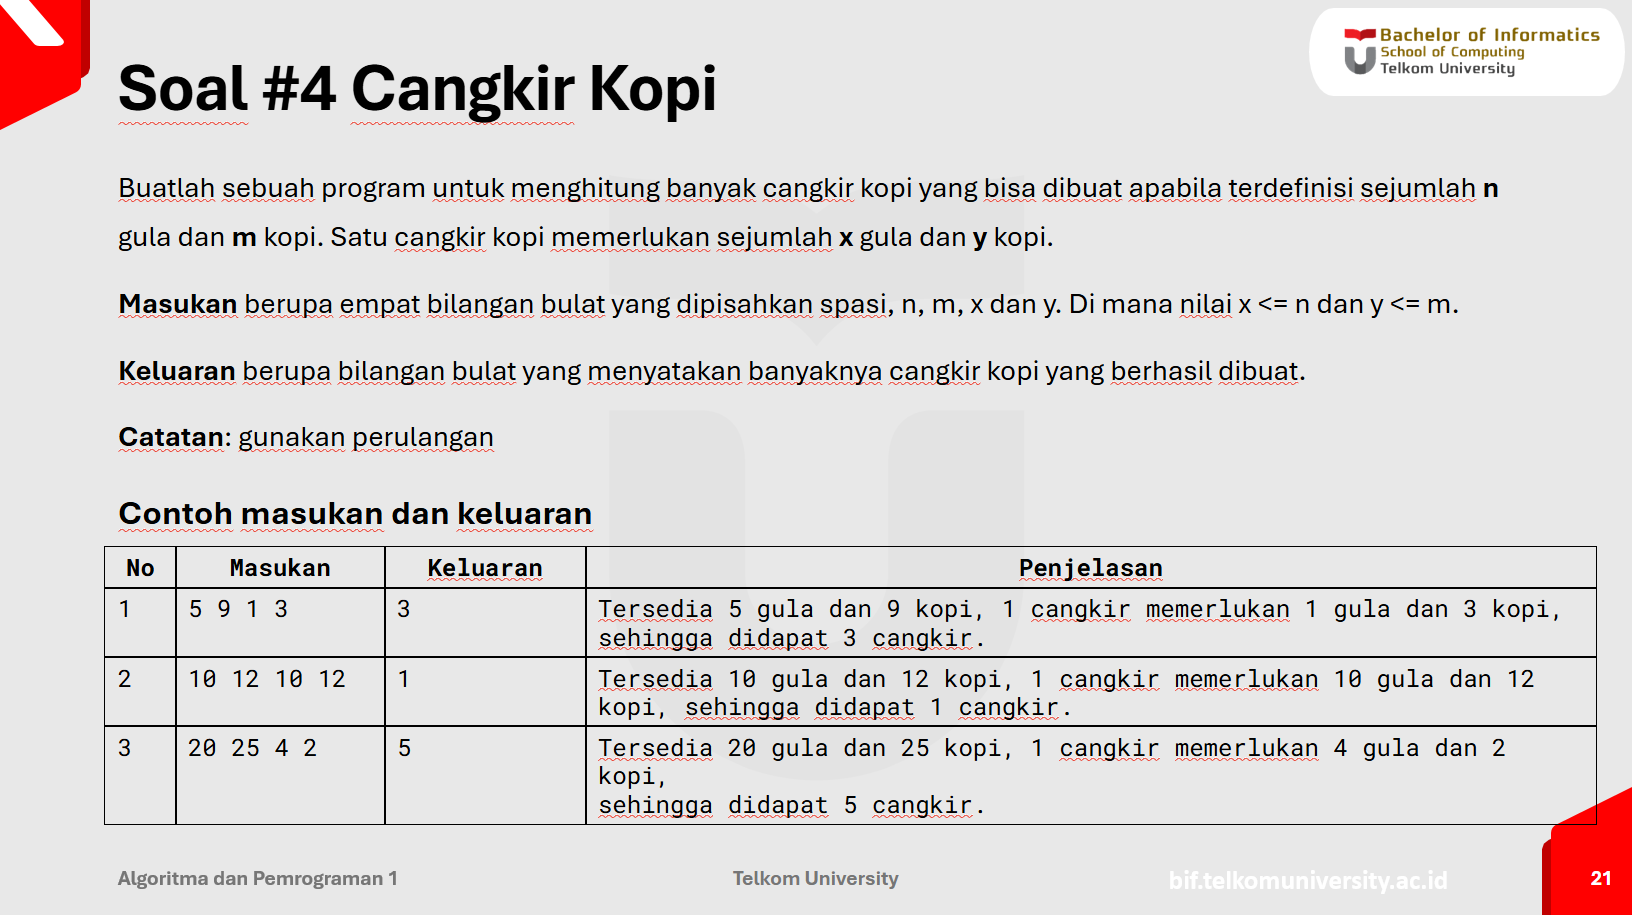 Bachelor of Informatics
School of Computing
Telkom University
Soal #4 Cangkir Kopi
Buatlah sebuah program untuk menghitung banyak cangkir kopi yang bisa dibuat apabila terdefinisi sejumlah n
gula dan m kopi. Satu cangkir kopi memerlukan sejumlah x gula dan y kopi.
Masukan berupa empat bilangan bulat yang dipisahkan spasi, n, m, x dan y. Di mana nilai x <= n dan y <= m.
Keluaran berupa bilangan bulat yang menyatakan banyaknya cangkir kopi yang berhasil dibuat.
Catatan: gunakan perulangan
Contoh masukan dan keluaran
No Masukan Keluaran Penjelasan
1 5 9 1 3 3 Tersedia 5 gula dan 9 kopi, 1 cangkir memerlukan 1 gula dan 3 kopi,
sehingga didapat 3 cangkir.
2 10 12 10 12 1 Tersedia 10 gula dan 12 kopi, 1 cangkir memerlukan 10 gula dan 12
kopi, sehingga didapat 1 cangkir.
3 20 25 4 2 5 Tersedia 20 gula dan 25 kopi, 1 cangkir memerlukan 4 gula dan 2
kopi,
sehingga didapat 5 cangkir.
Algoritma dan Pemrograman 1 Telkom University bif.telkomuniversity.ac.id 21